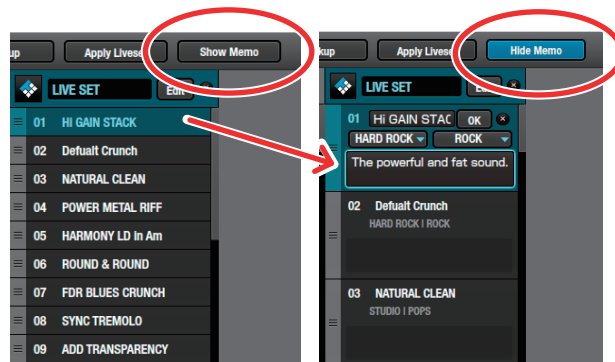 up
Apply Livese
Show Memo
LIVE SET
Edit
01 HI GAIN STACK
02 Defualt Crunch
03 NATURAL CLEAN
04 POWER METAL RIFF
05 HARMONY LD in Am
06 ROUND & ROUND
07 FDR BLUES CRUNCH
08 SYNC TREMOLO
09 ADD TRANSPARENCY
kup
Apply Livese
Hide Memo
LIVE SET
Ed
01 Hi GAIN STAC OK
HARD ROCK ROCK
The powerful and fat sound.
02 Defualt Crunch
HARD ROCK | ROCK
03 NATURAL CLEAN
STUDIO | POPS